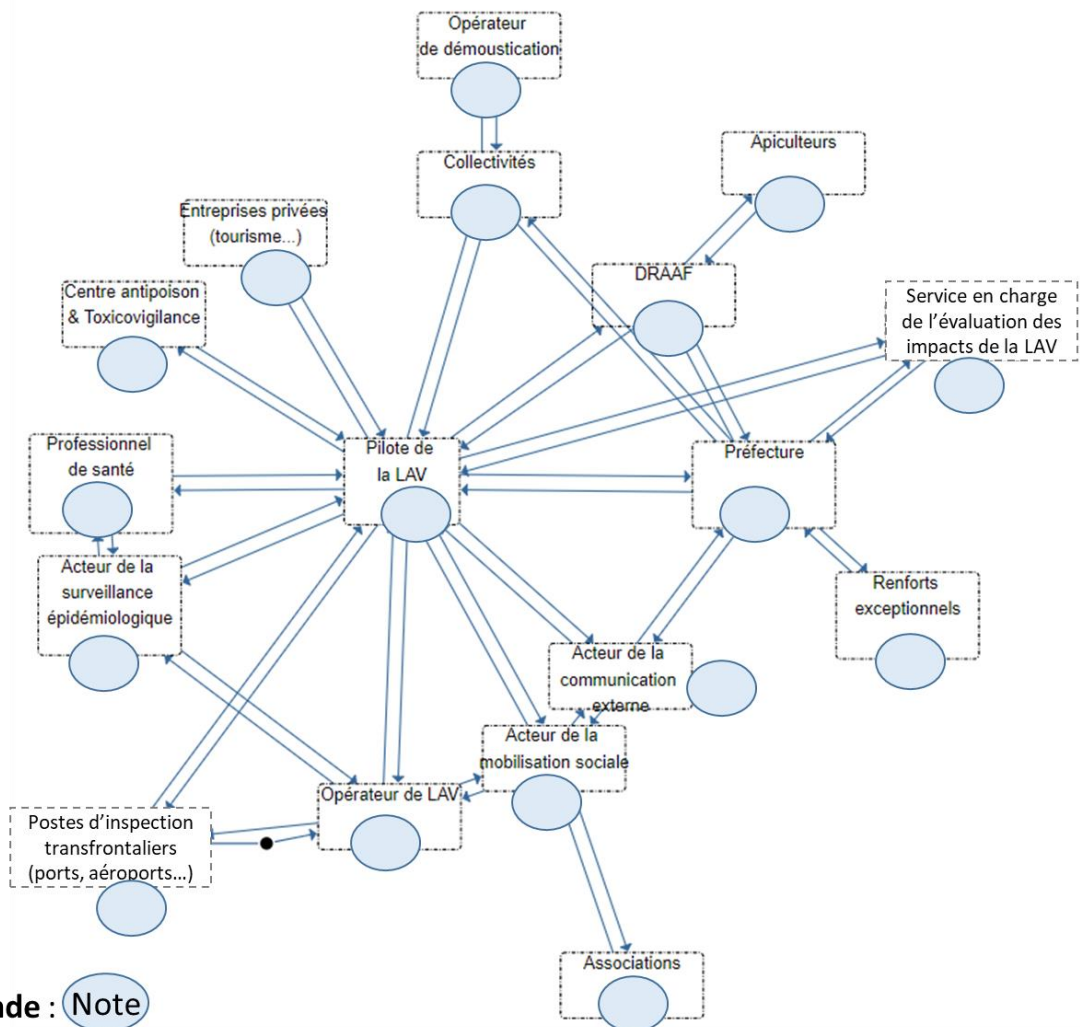 Opérateur
de démoustication
Collectivités
Apiculteurs
Entreprises privées
(tourisme...)
DRAAF
Centre antipoison
& Toxicovigilance
Service en charge
de l’évaluation des
impacts de la LAV
Professionnel
de santé
Pilote de
la LAV
Préfecture
Acteur de la
surveillance
épidémiologique
Renforts
exceptionnels
Acteur de la
communication
externe
Acteur de la
mobilisation sociale
Opérateur de LAV
Postes d’inspection
transfrontaliers
(ports, aéroports…)
Associations
nde : Note